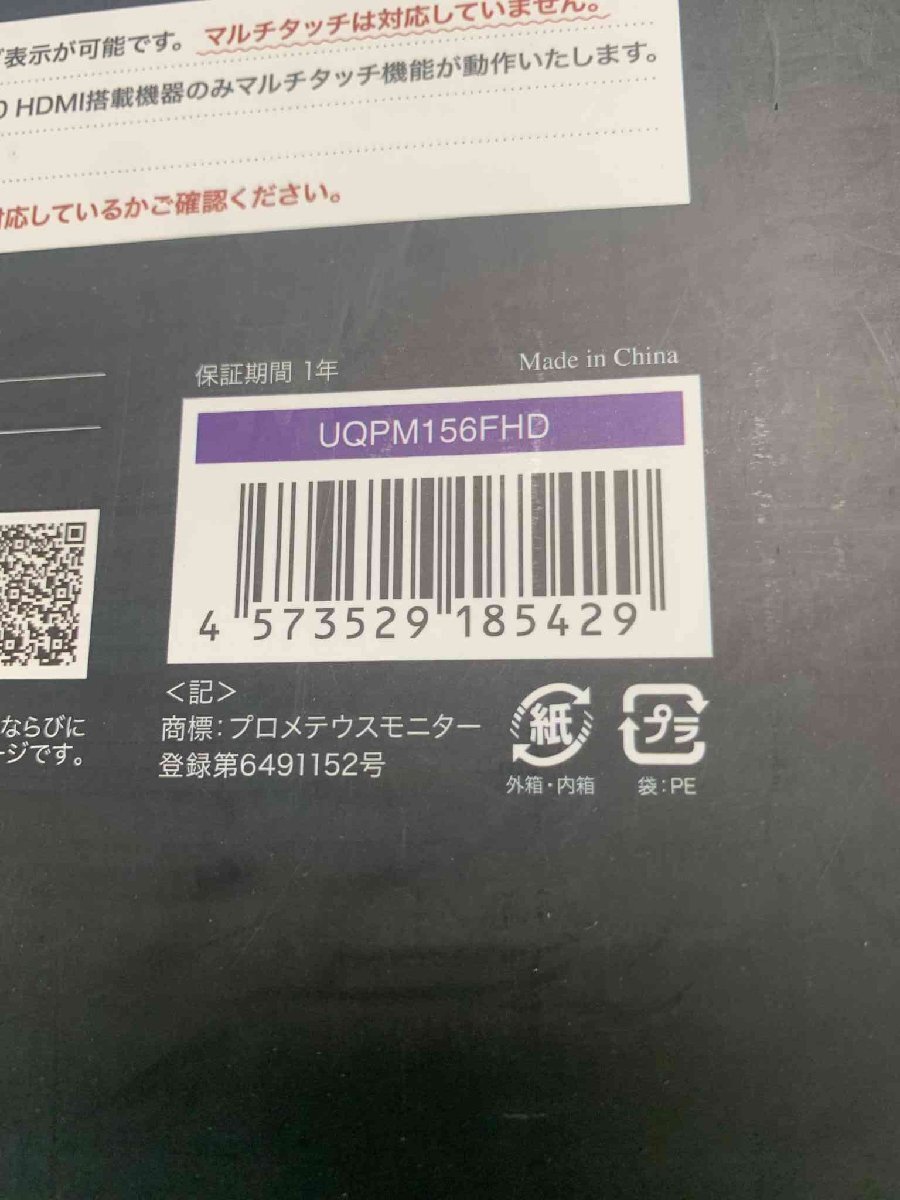 表示が可能です。マルチタッチは対応していません。
HDMI搭載機器のみマルチタッチ機能が動作いたします。
対応しているかご確認ください。
保証期間 1年
Made in China
UQPM156FHD
4 573529 185429
ならびに
ージです。
＜記＞
商標：プロメテウスモニター
登録第6491152号
紙
外箱・内箱
プラ
袋：PE